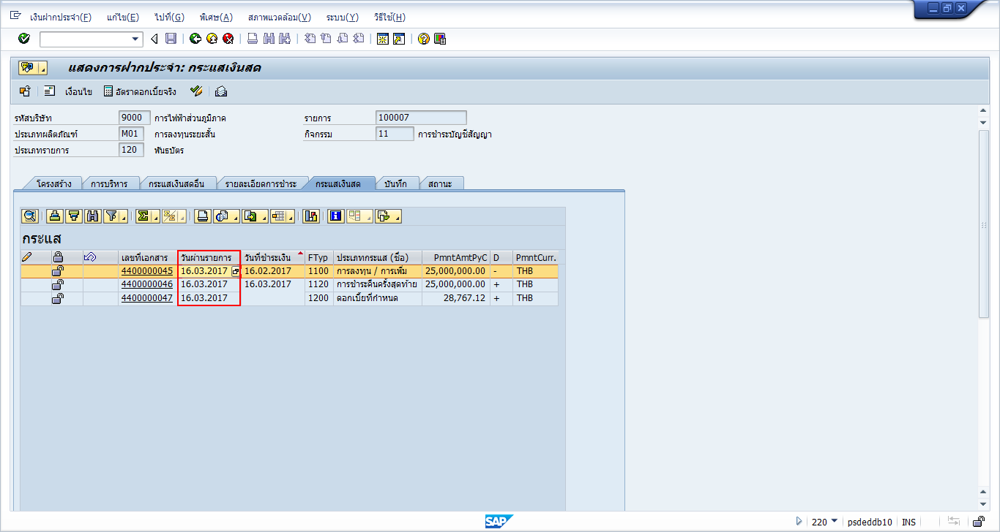 เงินฝากประจำ(F) แก้ไข(E) ไปที่(G) พิเศษ(A) สภาพแวดล้อม(V) ระบบ(Y) วิธีใช้(H)
แสดงการฝากประจำ: กระแสเงินสด
เงื่อนไข อัตราดอกเบี้ยจริง
รหัสบริษัท 9000 การไฟฟ้าส่วนภูมิภาค รายการ 100007
ประเภทผลิตภัณฑ์ M01 การลงทุนระยะสั้น กิจกรรม 11 การชำระบัญชีสัญญา
ประเภทรายการ 120 พันธบัตร
โครงสร้าง การบริหาร กระแสเงินสดอื่น รายละเอียดการชำระ กระแสเงินสด บันทึก สถานะ
กระแส
เลขที่เอกสาร วันผ่านรายการ วันที่ชำระเงิน FTyp ประเภทกระแส (ชื่อ) PmntAmtPyC D PmntCurr.
4400000045 16.03.2017 16.02.2017 1100 การลงทุน / การเพิ่ม 25,000,000.00 - THB
4400000046 16.03.2017 16.03.2017 1120 การชำระคืนครั้งสุดท้าย 25,000,000.00 + THB
4400000047 16.03.2017 1200 ดอกเบี้ยที่กำหนด 28,767.12 + THB
SAP 220 psdeddb10 INS